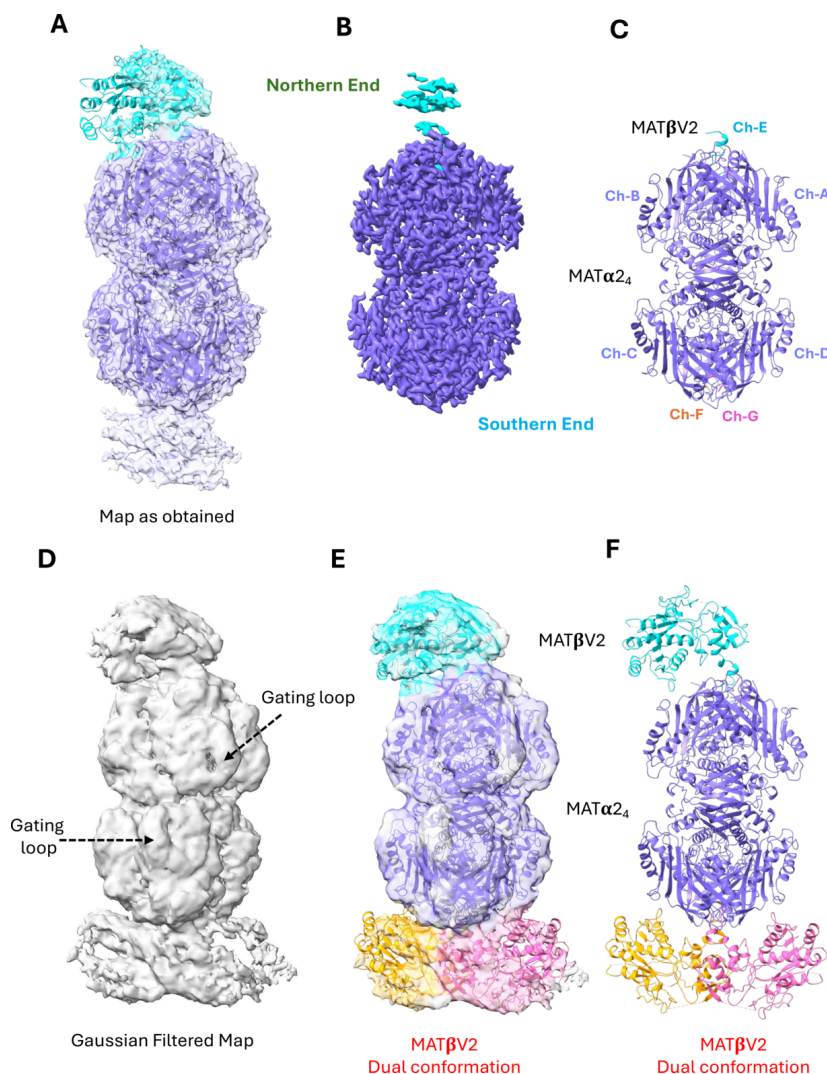 A
B
C
Northern End
MATβV2
Ch-E
Ch-B
Ch-A
MATα2₄
Ch-C
Ch-D
Ch-F
Ch-G
Southern End
Map as obtained
D
E
F
MATβV2
Gating loop
MATα2₄
Gating
loop
Gaussian Filtered Map
MATβV2
Dual conformation
MATβV2
Dual conformation